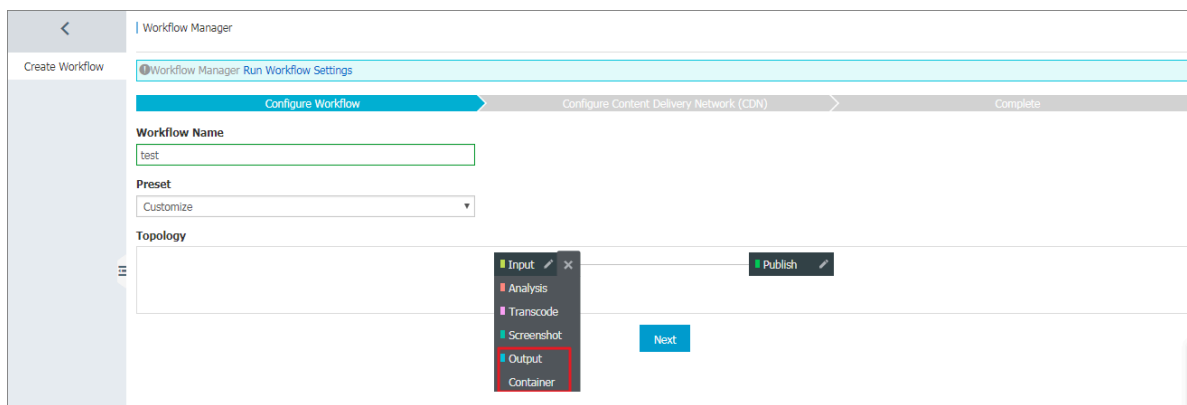 Workflow Manager
Create Workflow
Workflow Manager Run Workflow Settings
Configure Workflow
Configure Content Delivery Network (CDN)
Complete
Workflow Name
test
Preset
Customize
Topology
Input
Publish
Analysis
Transcode
Screenshot
Output
Container
Next